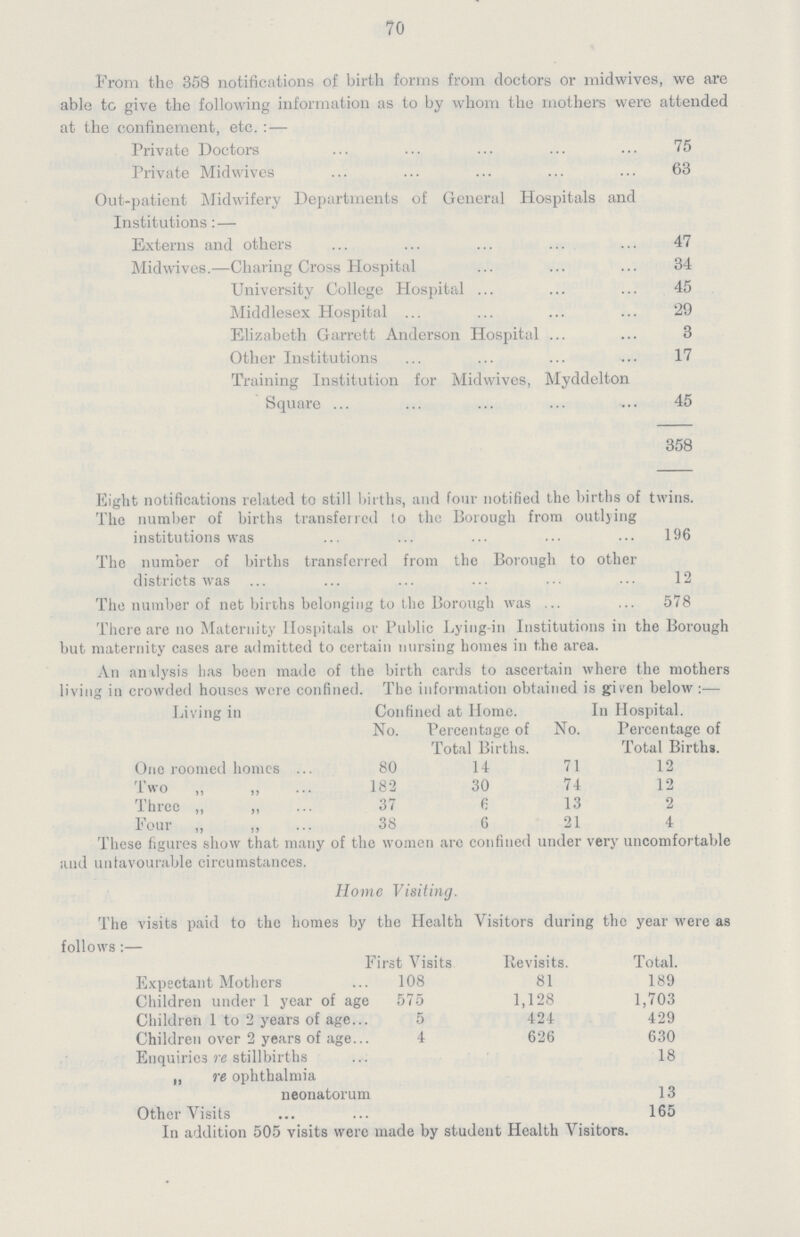 70
From the 358 notifications of birth forms from doctors or midwives, we are
able to give the following information as to by whom the mothers were attended
at the confinement, etc. :—
Private Doctors ... ... ... ... ... 75
Private Midwives ... ... ... ... ... 63
Out-patient Midwifery Departments of General Hospitals and
Institutions :—
Externs and others ... ... ... ... ... 47
Midwives.—Charing Cross Hospital ... ... ... 34
University College Hospital ... ... ... 45
Middlesex Hospital ... ... ... ... 29
Elizabeth Garrett Anderson Hospital ... ... 3
Other Institutions ... ... ... ... 17
Training Institution for Midwives, Myddelton
Square ... ... ... ... ... 45
358
Eight notifications related to still births, and four notified the births of twins.
The number of births transferred to the Borough from outlying
institutions was ... ... ... ... ... 196
The number of births transferred from the Borough to other
districts was ... ... ... ... ... ... 12
The number of net births belonging to the Borough was ... ... 578
There are no Maternity Hospitals or Public Lying-in Institutions in the Borough
but maternity cases are admitted to certain nursing homes in the area.
An analysis has been made of the birth cards to ascertain where the mothers
living in crowded houses were confined. The information obtained is given below :—
Living in Confined at Home. In Hospital.
No. Percentage of No. Percentage of
Total Births. Total Births.
One roomed homes ... 80 14 71 12
Two „ „ ... 182 30 74 12
Three „ „ ... 37 6 13 2
Four „ „ ... 38 6 21 4
These figures show that many of the women are confined under very uncomfortable
and unfavourable circumstances.
Home Visiting.
The visits paid to the homes by the Health Visitors during the year were as
follows :—
First Visits Revisits. Total.
Expectant Mothers ... 108 81 189
Children under 1 year of age 575 1,128 1,703
Children 1 to 2 years of age... 5 424 429
Children over 2 years of age... 4 626 630
Enquiries re stillbirths ... 18
„ re ophthalmia
neonatorum 13
Other Visits ... ... 165
In addition 505 visits were made by student Health Visitors.